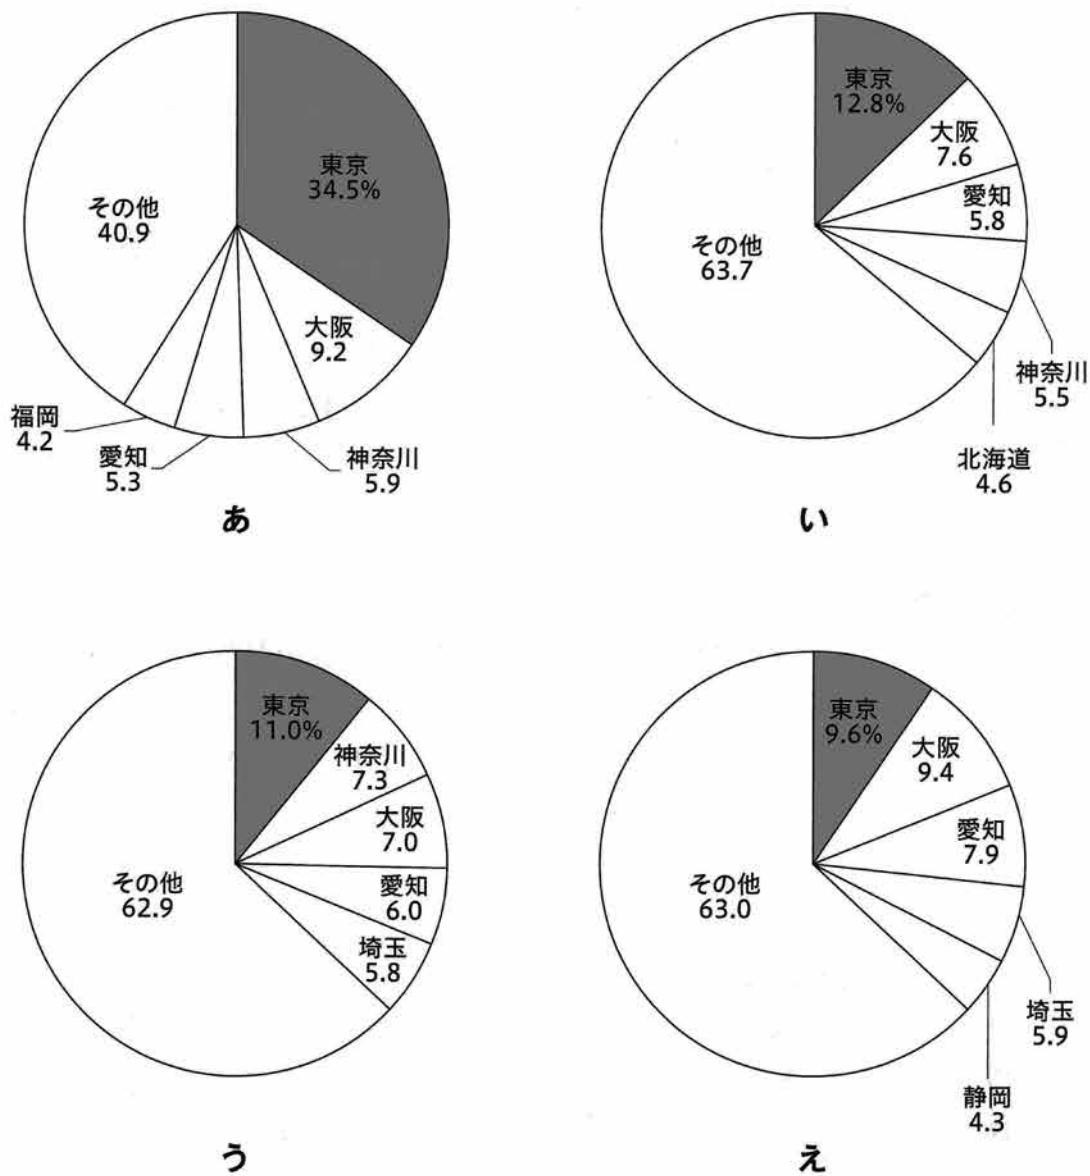 東京
34.5%
大阪
9.2
神奈川
5.9
愛知
5.3
福岡
4.2
その他
40.9
あ
東京
12.8%
大阪
7.6
愛知
5.8
神奈川
5.5
北海道
4.6
その他
63.7
い
東京
11.0%
神奈川
7.3
大阪
7.0
愛知
6.0
埼玉
5.8
その他
62.9
う
東京
9.6%
大阪
9.4
愛知
7.9
埼玉
5.9
静岡
4.3
その他
63.0
え